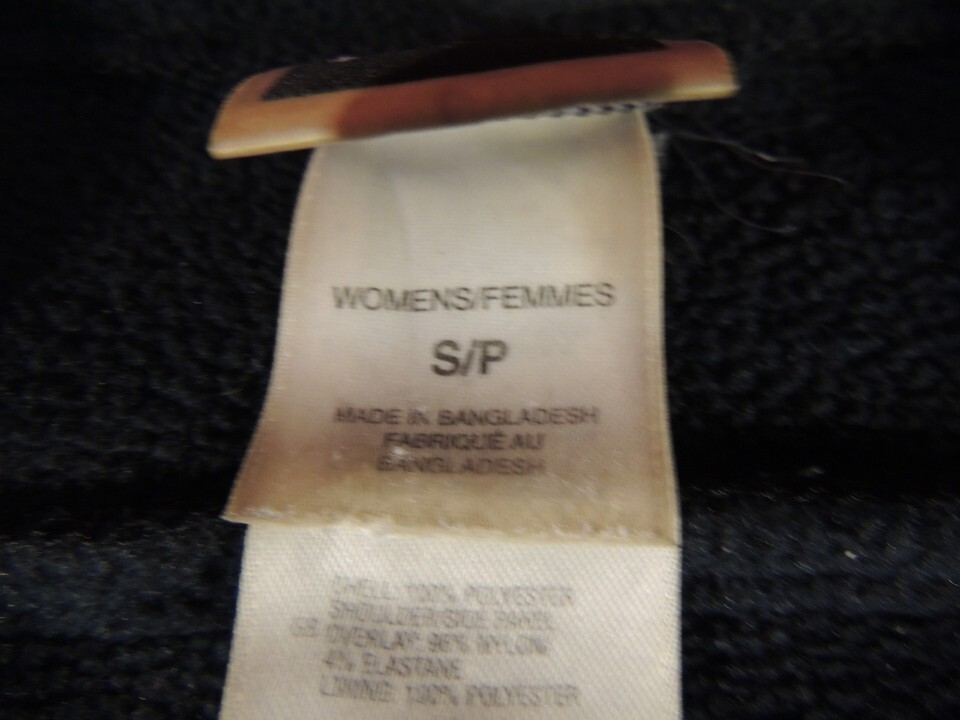 WOMENS/FEMMES
S/P
MADE IN BANGLADESH
FABRIQUÉ AU
BANGLADESH
SHELL: 100% POLYESTER
SHOULDER/SIDE PANEL
GB OVERLAY: 96% NYLON/
4% ELASTANE
LINING: 100% POLYESTER